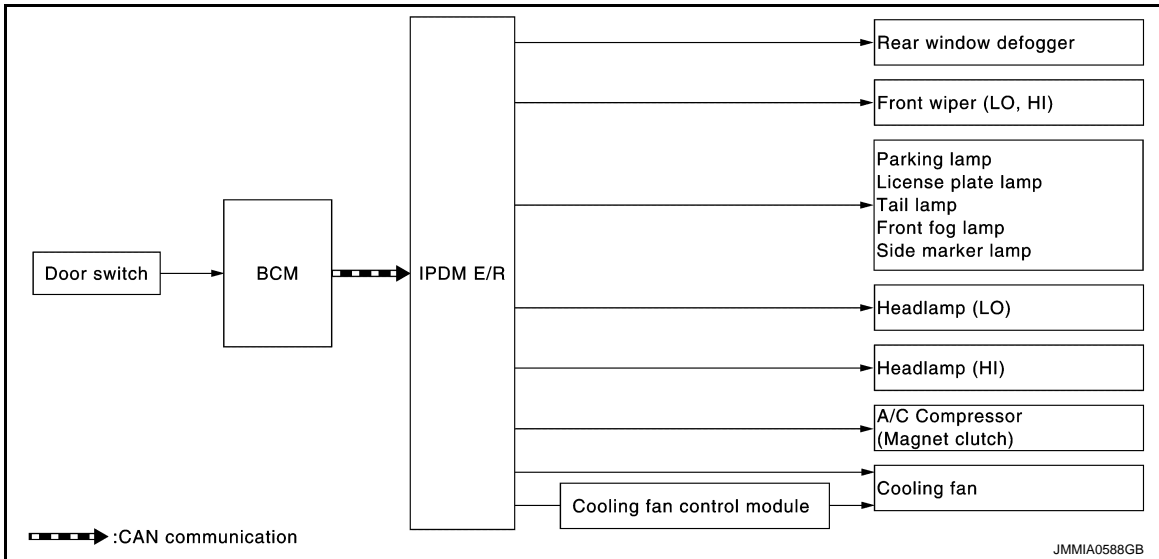 Rear window defogger
Front wiper (LO, HI)
Parking lamp
License plate lamp
Tail lamp
Front fog lamp
Side marker lamp
Door switch
BCM
IPDM E/R
Headlamp (LO)
Headlamp (HI)
A/C Compressor
(Magnet clutch)
Cooling fan
Cooling fan control module
:CAN communication
JMMIA0588GB